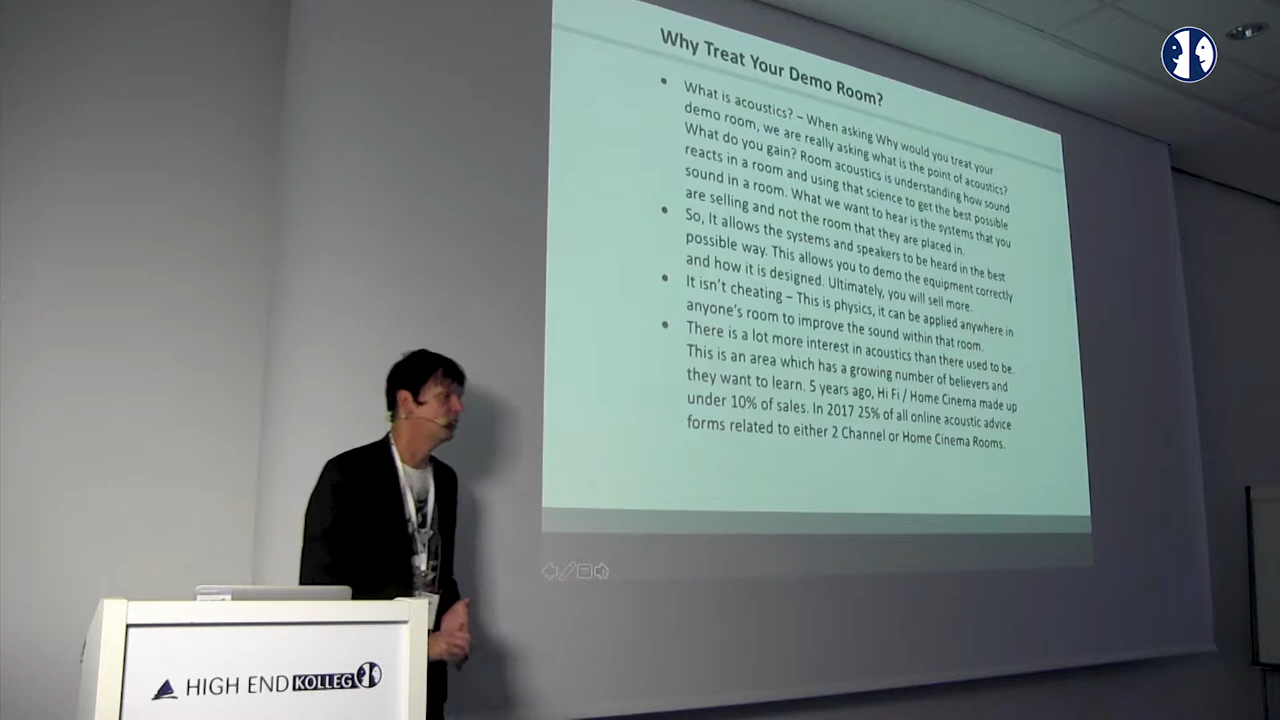 Why Treat Your Demo Room?
• What is acoustics? – When asking Why would you treat your
demo room, we are really asking what is the point of acoustics?
What do you gain? Room acoustics is understanding how sound
reacts in a room and using that science to get the best possible
sound in a room. What we want to hear is the systems that you
are selling and not the room that they are placed in.
• So, It allows the systems and speakers to be heard in the best
possible way. This allows you to demo the equipment correctly
and how it is designed. Ultimately, you will sell more.
• It isn't cheating – This is physics, it can be applied anywhere in
anyone's room to improve the sound within that room.
• There is a lot more interest in acoustics than there used to be.
This is an area which has a growing number of believers and
they want to learn. 5 years ago, Hi Fi / Home Cinema made up
under 10% of sales. In 2017 25% of all online acoustic advice
forms related to either 2 Channel or Home Cinema Rooms.
HIGH END KOLLEG